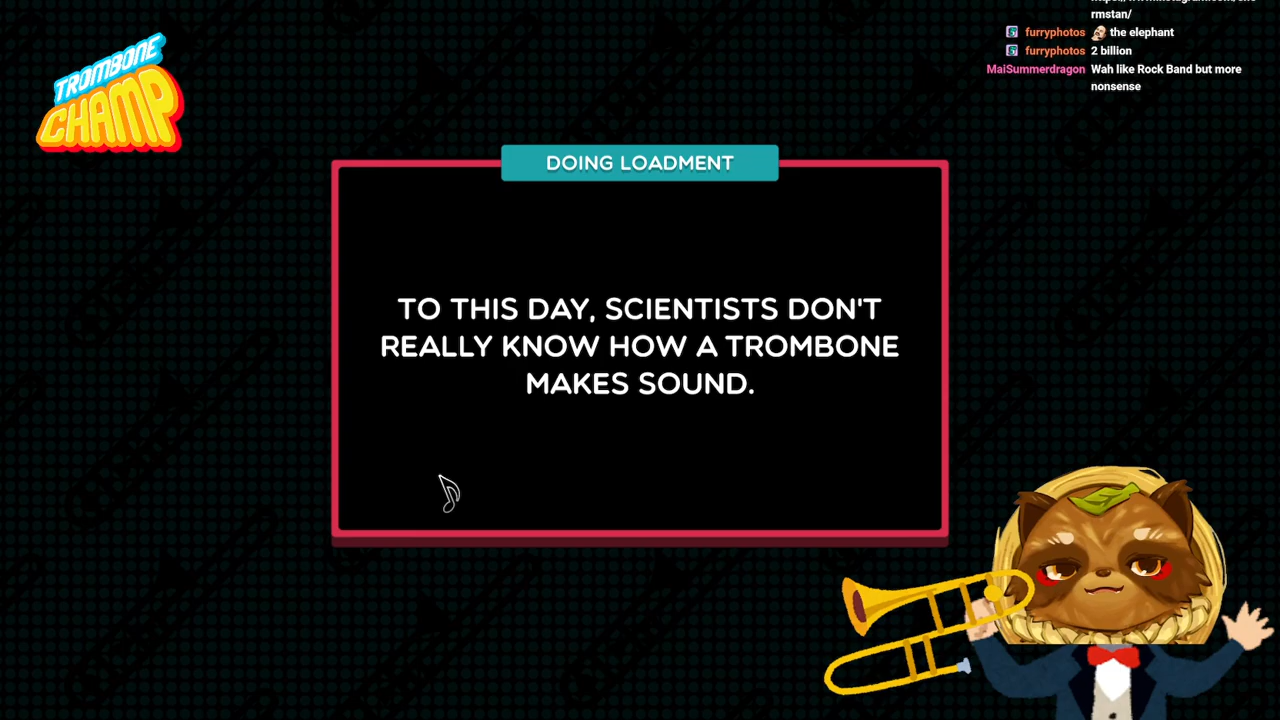 rmstan/
furryphotos the elephant
furryphotos 2 billion
MaiSummerdragon Wah like Rock Band but more
nonsense
TROMBONE
CHAMP
DOING LOADMENT
TO THIS DAY, SCIENTISTS DON'T
REALLY KNOW HOW A TROMBONE
MAKES SOUND.